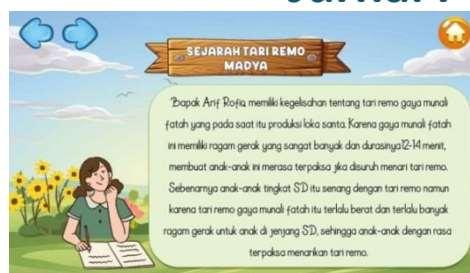 SEJARAH TARI REMO
MADYA
Bapak Arif Rofiq memiliki kegelisahan tentang tari remo gaya munali
fatah yang pada saat itu produksi loka santa. Karena gaya munali fatah
ini memiliki ragam gerak yang sangat banyak dan durasinya12-14 menit,
membuat anak-anak ini merasa terpaksa jika disuruh menari tari remo.
Sebenarnya anak-anak tingkat SD itu senang dengan tari remo namun
karena tari remo gaya munali fatah itu terlalu berat dan terlalu banyak
ragam gerak untuk anak di jenjang SD, sehingga anak-anak dengan rasa
terpaksa menarikan tari remo.